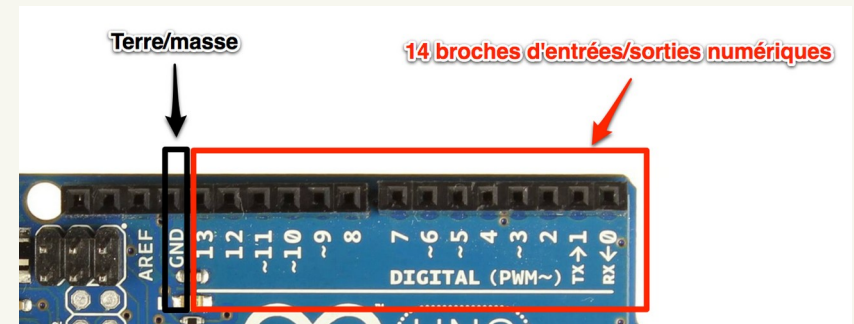 Terre/masse
14 broches d'entrées/sorties numériques
AREF
GND
13
12
~11
~10
~9
8
7
~6
~5
4
~3
2
TX→1
RX←0
DIGITAL (PWM~)
UNO